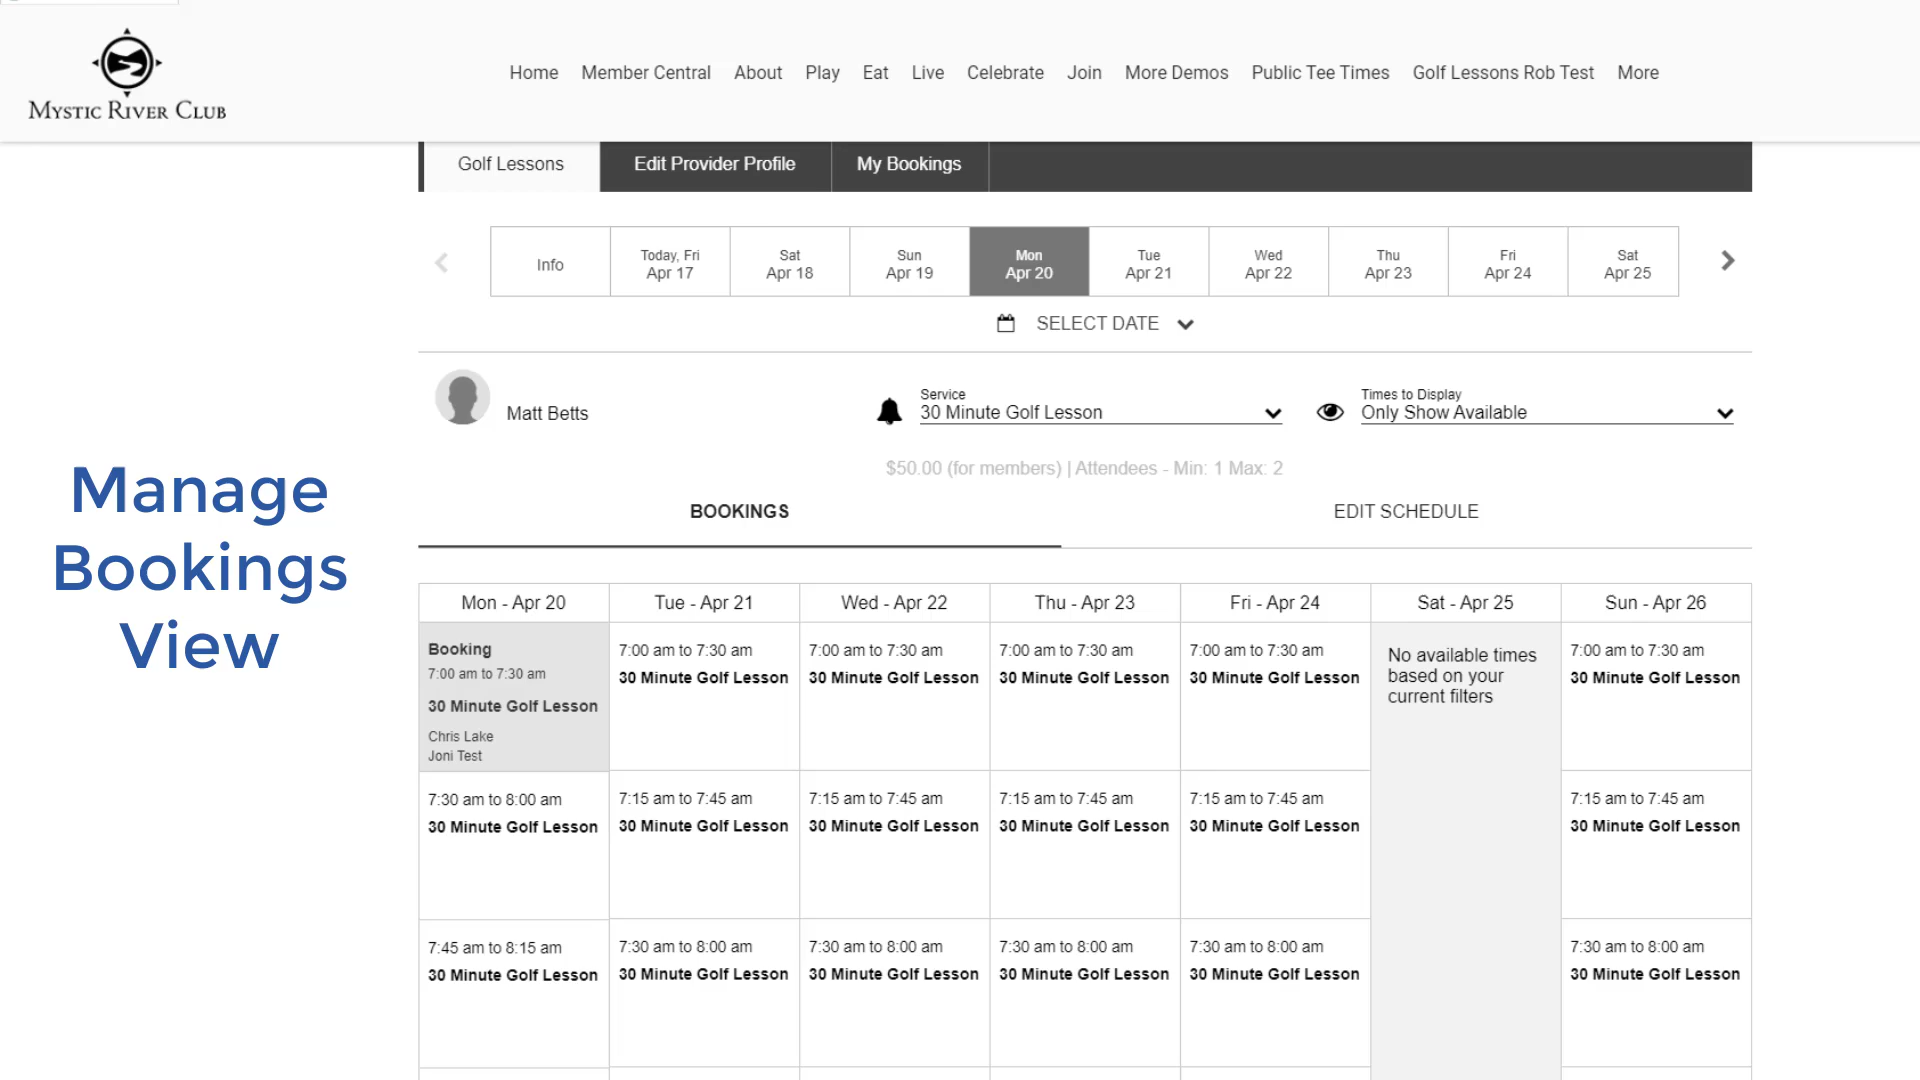 MYSTIC RIVER CLUB
Home Member Central About Play Eat Live Celebrate Join More Demos Public Tee Times Golf Lessons Rob Test More
Golf Lessons Edit Provider Profile My Bookings
Info
Today, Fri
Apr 17
Sat
Apr 18
Sun
Apr 19
Mon
Apr 20
Tue
Apr 21
Wed
Apr 22
Thu
Apr 23
Fri
Apr 24
Sat
Apr 25
SELECT DATE
Matt Betts
Service
30 Minute Golf Lesson
Times to Display
Only Show Available
$50.00 (for members) | Attendees - Min: 1 Max: 2
BOOKINGS EDIT SCHEDULE
Manage
Bookings
View
Mon - Apr 20
Booking
7:00 am to 7:30 am
30 Minute Golf Lesson
Chris Lake
Joni Test
7:30 am to 8:00 am
30 Minute Golf Lesson
7:45 am to 8:15 am
30 Minute Golf Lesson
Tue - Apr 21
7:00 am to 7:30 am
30 Minute Golf Lesson
7:15 am to 7:45 am
30 Minute Golf Lesson
7:30 am to 8:00 am
30 Minute Golf Lesson
Wed - Apr 22
7:00 am to 7:30 am
30 Minute Golf Lesson
7:15 am to 7:45 am
30 Minute Golf Lesson
7:30 am to 8:00 am
30 Minute Golf Lesson
Thu - Apr 23
7:00 am to 7:30 am
30 Minute Golf Lesson
7:15 am to 7:45 am
30 Minute Golf Lesson
7:30 am to 8:00 am
30 Minute Golf Lesson
Fri - Apr 24
7:00 am to 7:30 am
30 Minute Golf Lesson
7:15 am to 7:45 am
30 Minute Golf Lesson
7:30 am to 8:00 am
30 Minute Golf Lesson
Sat - Apr 25
No available times
based on your
current filters
Sun - Apr 26
7:00 am to 7:30 am
30 Minute Golf Lesson
7:15 am to 7:45 am
30 Minute Golf Lesson
7:30 am to 8:00 am
30 Minute Golf Lesson